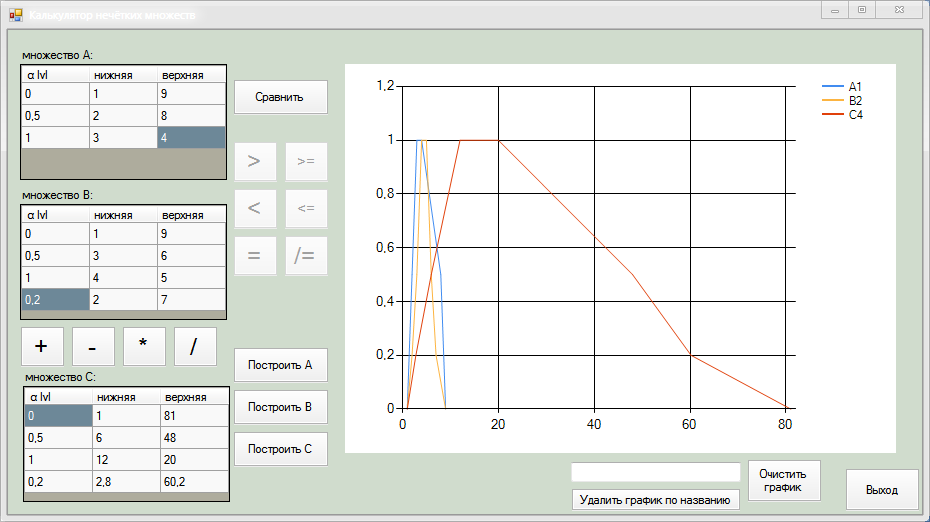 Калькулятор нечётких множеств
множество A:
α lvl нижняя верхняя
0 1 9
0,5 2 8
1 3 4
множество B:
α lvl нижняя верхняя
0 1 9
0,5 3 6
1 4 5
0,2 2 7
+ - * /
множество C:
α lvl нижняя верхняя
0 1 81
0,5 6 48
1 12 20
0,2 2,8 60,2
Сравнить
> >=
< <=
= /=
Построить A
Построить B
Построить C
1,2
1
0,8
0,6
0,4
0,2
0
0 20 40 60 80
A1
B2
C4
Удалить график по названию
Очистить
график
Выход